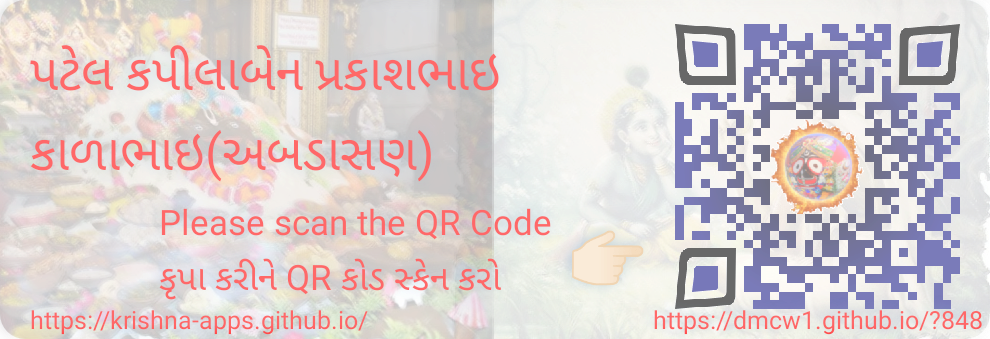 પટેલ કપીલાબેન પ્રકાશભાઇ
કાળાભાઇ(અબડાસણ)
Please scan the QR Code
કૃપા કરીને QR કોડ સ્કેન કરો
https://krishna-apps.github.io/
https://dmcw1.github.io/?848